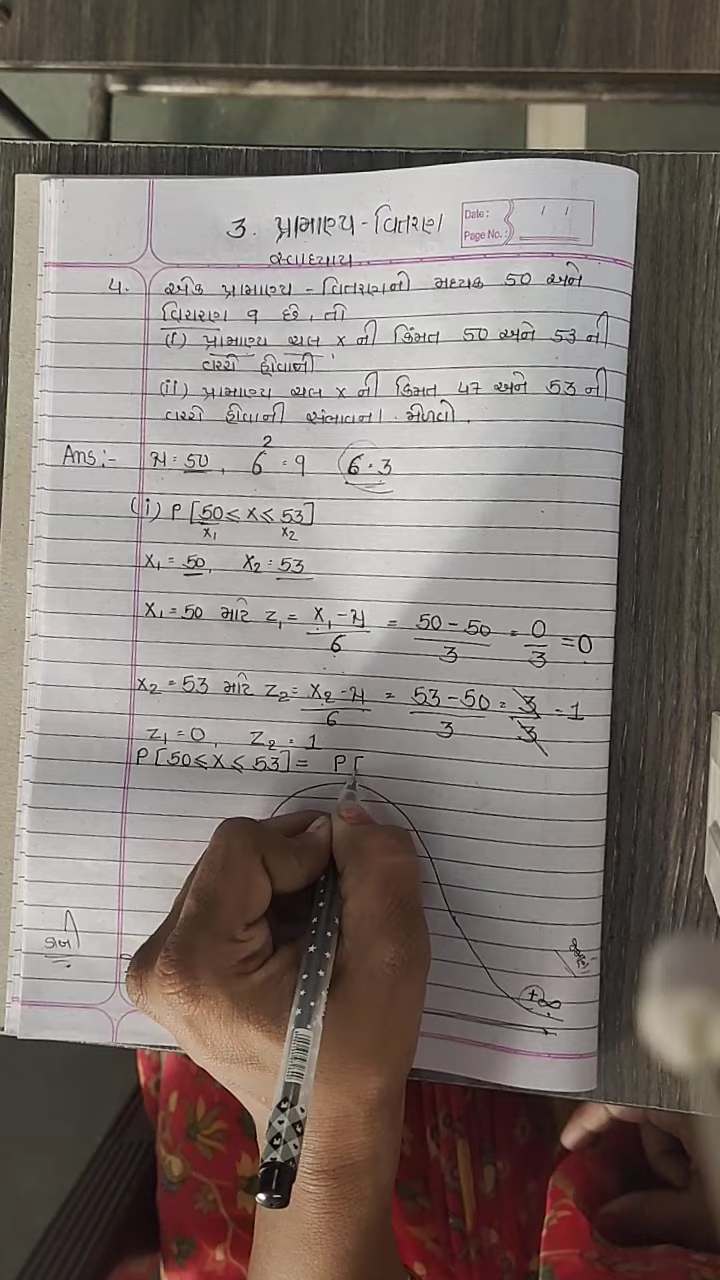 ૩. પ્રામાણ્ય - વિતરણ
Date : / /
Page No. :
સ્વાધ્યાય
૫. એક પ્રામાણ્ય - વિતરણનો મધ્યક 50 અને
વિચરણ 9 છે, તો
(i) પ્રામાણ્ય ચલ x ની કિંમત 50 અને 53 ની
વચ્ચે હોવાની
(ii) પ્રામાણ્ય ચલ x ની કિંમત 47 અને 53 ની
વચ્ચે હોવાની સંભાવના મેળવો.
Ans :- μ = 50, σ² = 9 σ = 3
(i) P [50 ≤ x ≤ 53]
x₁ x₂
x₁ = 50, x₂ = 53
x₁ = 50 માટે z₁ = (x₁ - μ)/σ = (50 - 50)/3 = 0/3 = 0
x₂ = 53 માટે z₂ = (x₂ - μ)/σ = (53 - 50)/3 = 3/3 = 1
z₁ = 0, z₂ = 1
P [50 ≤ x ≤ 53] = P [
+∞